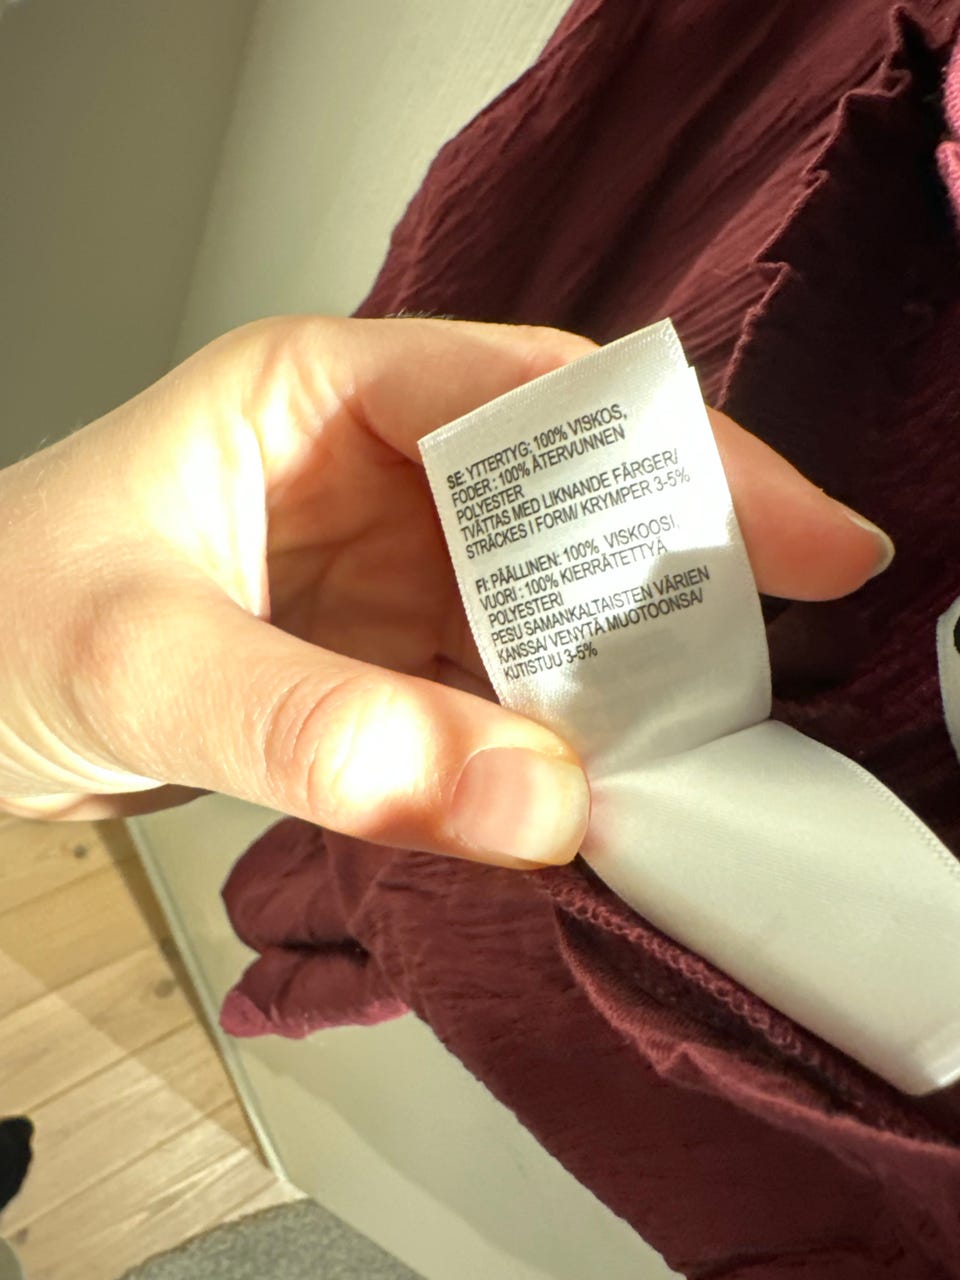 SE: YTTERTYG: 100% VISKOS,
FODER : 100% ÅTERVUNNEN
POLYESTER
TVÄTTAS MED LIKNANDE FÄRGER/
STRÄCKES I FORM/ KRYMPER 3-5%
FI: PÄÄLLINEN: 100% VISKOOSI,
VUORI : 100% KIERRÄTETTYÄ
POLYESTERI
PESU SAMANKALTAISTEN VÄRIEN
KANSSA/ VENYTÄ MUOTOONSA/
KUTISTUU 3-5%